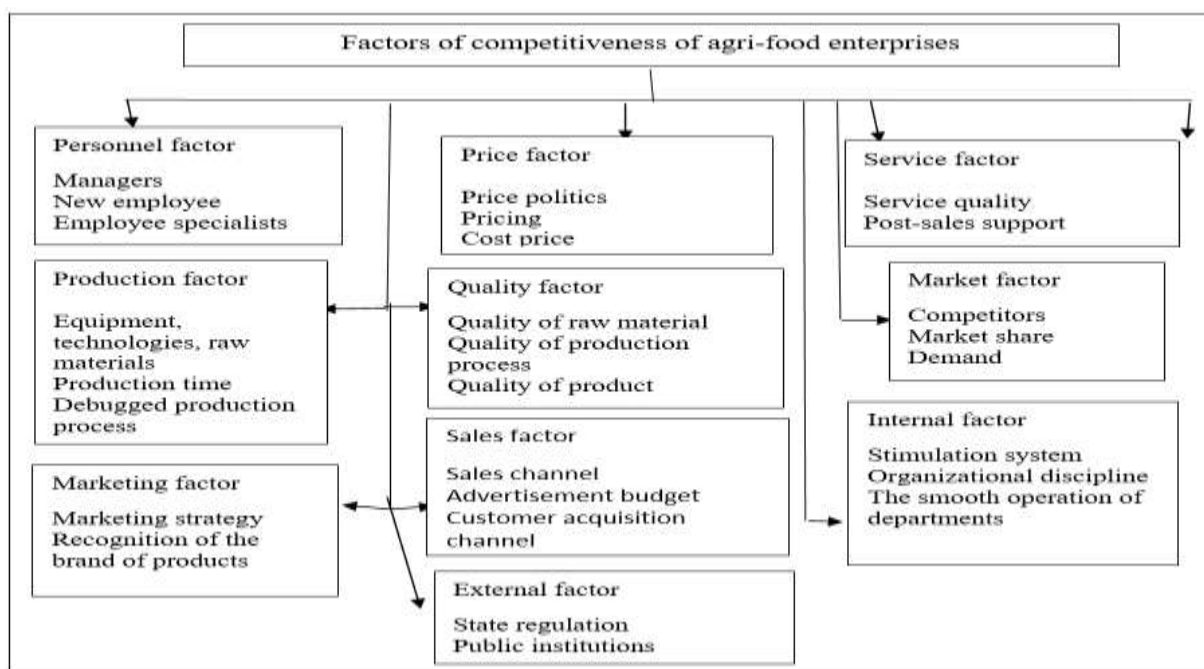 Factors of competitiveness of agri-food enterprises
Personnel factor
Managers
New employee
Employee specialists
Price factor
Price politics
Pricing
Cost price
Service factor
Service quality
Post-sales support
Production factor
Equipment,
technologies, raw
materials
Production time
Debugged production
process
Quality factor
Quality of raw material
Quality of production
process
Quality of product
Market factor
Competitors
Market share
Demand
Marketing factor
Marketing strategy
Recognition of the
brand of products
Sales factor
Sales channel
Advertisement budget
Customer acquisition
channel
Internal factor
Stimulation system
Organizational discipline
The smooth operation of
departments
External factor
State regulation
Public institutions